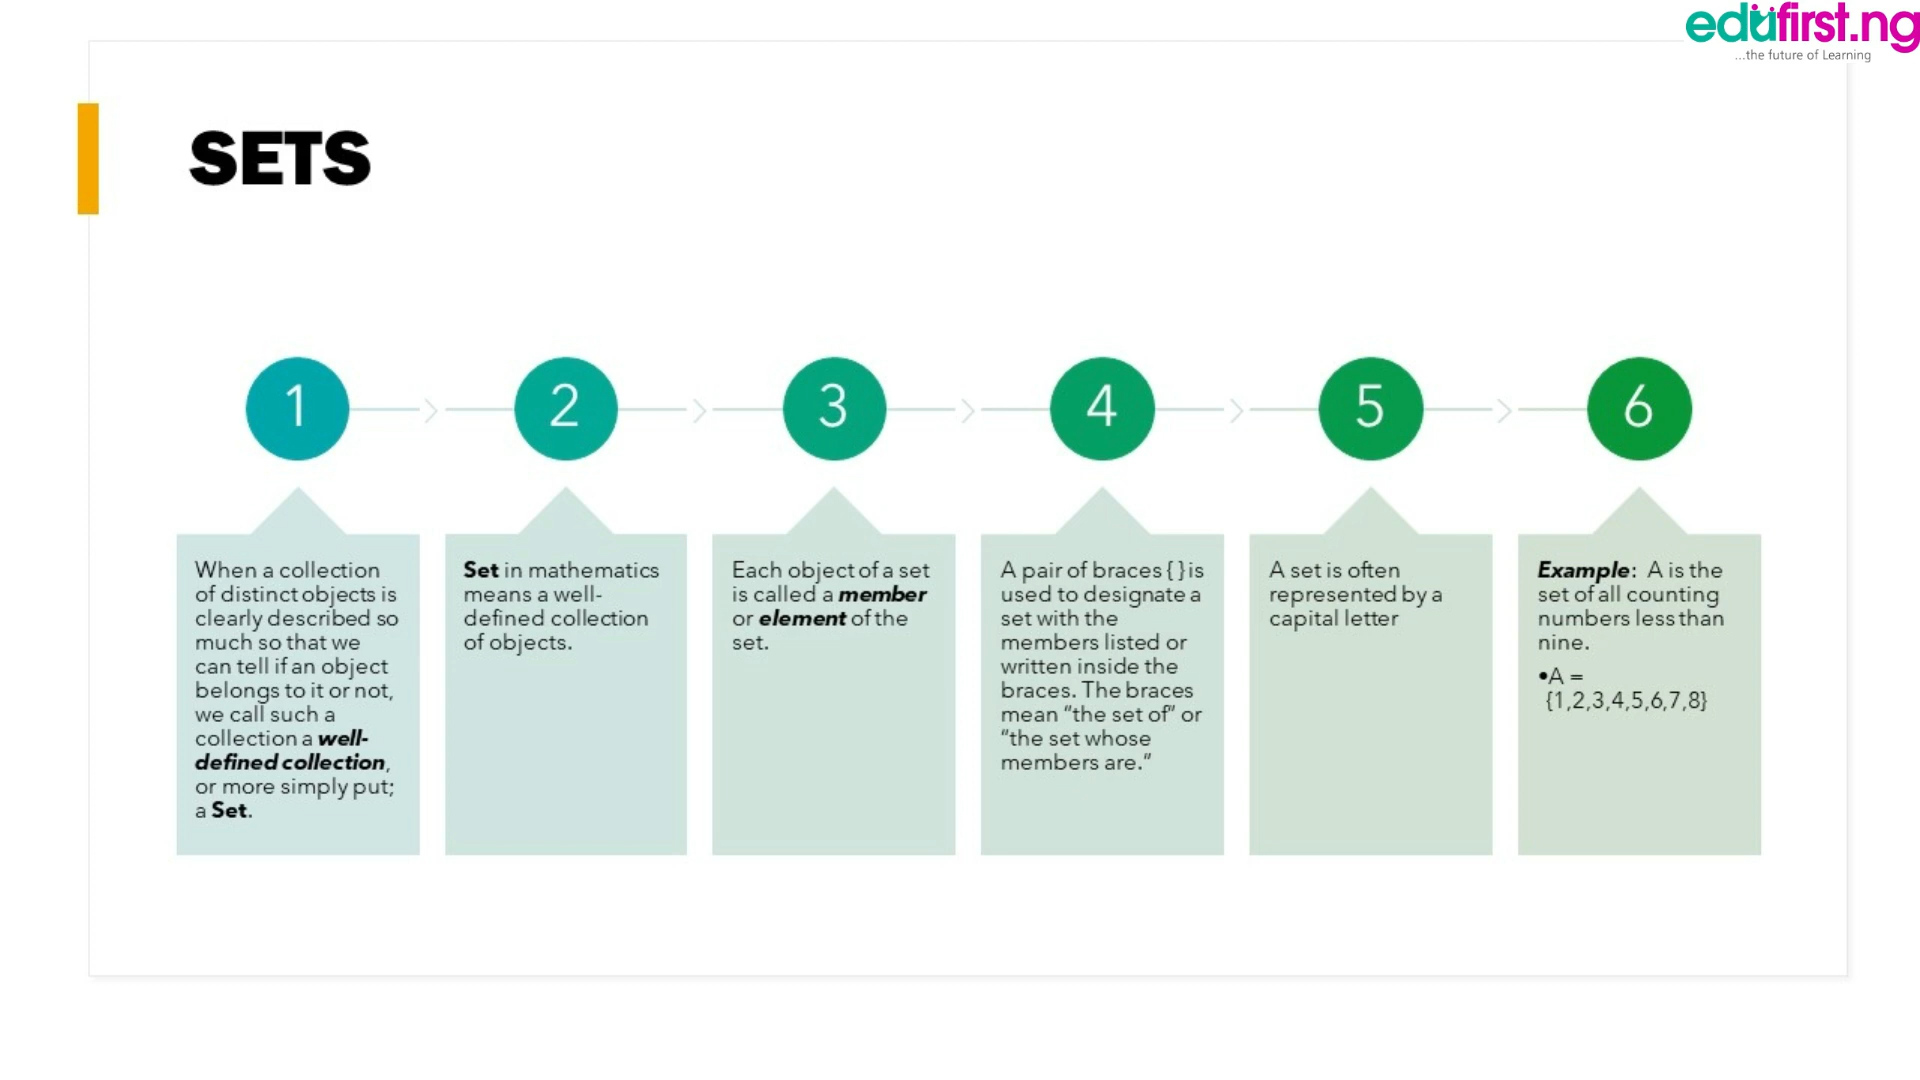 edufirst.ng
...the future of Learning
SETS
1
2
3
4
5
6
When a collection
of distinct objects is
clearly described so
much so that we
can tell if an object
belongs to it or not,
we call such a
collection a well-
defined collection,
or more simply put;
a Set.
Set in mathematics
means a well-
defined collection
of objects.
Each object of a set
is called a member
or element of the
set.
A pair of braces { } is
used to designate a
set with the
members listed or
written inside the
braces. The braces
mean “the set of” or
“the set whose
members are.”
A set is often
represented by a
capital letter
Example: A is the
set of all counting
numbers less than
nine.
•A =
{1,2,3,4,5,6,7,8}